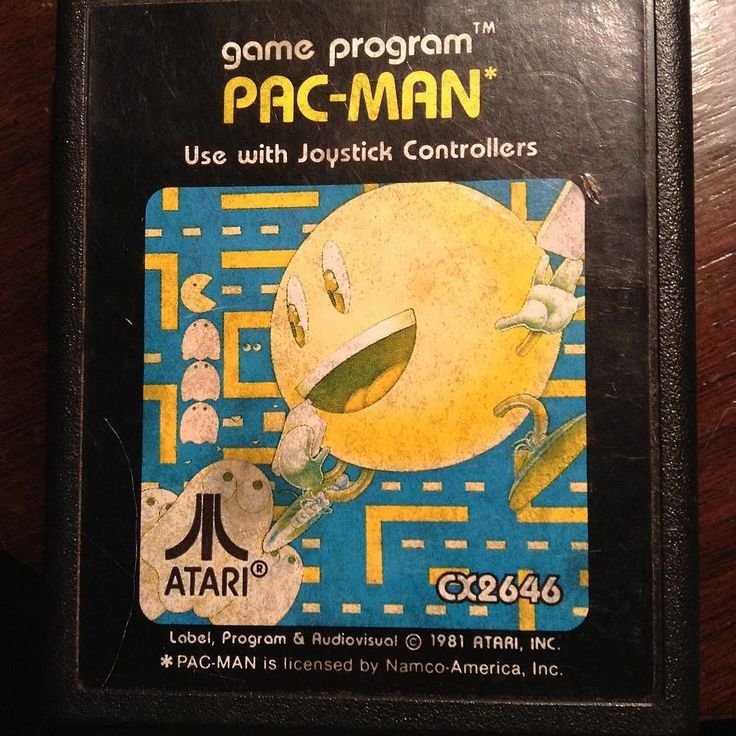 game program™
PAC-MAN*
Use with Joystick Controllers
ATARI®
CX2646
Label, Program & Audiovisual © 1981 ATARI, INC.
*PAC-MAN is licensed by Namco-America, Inc.